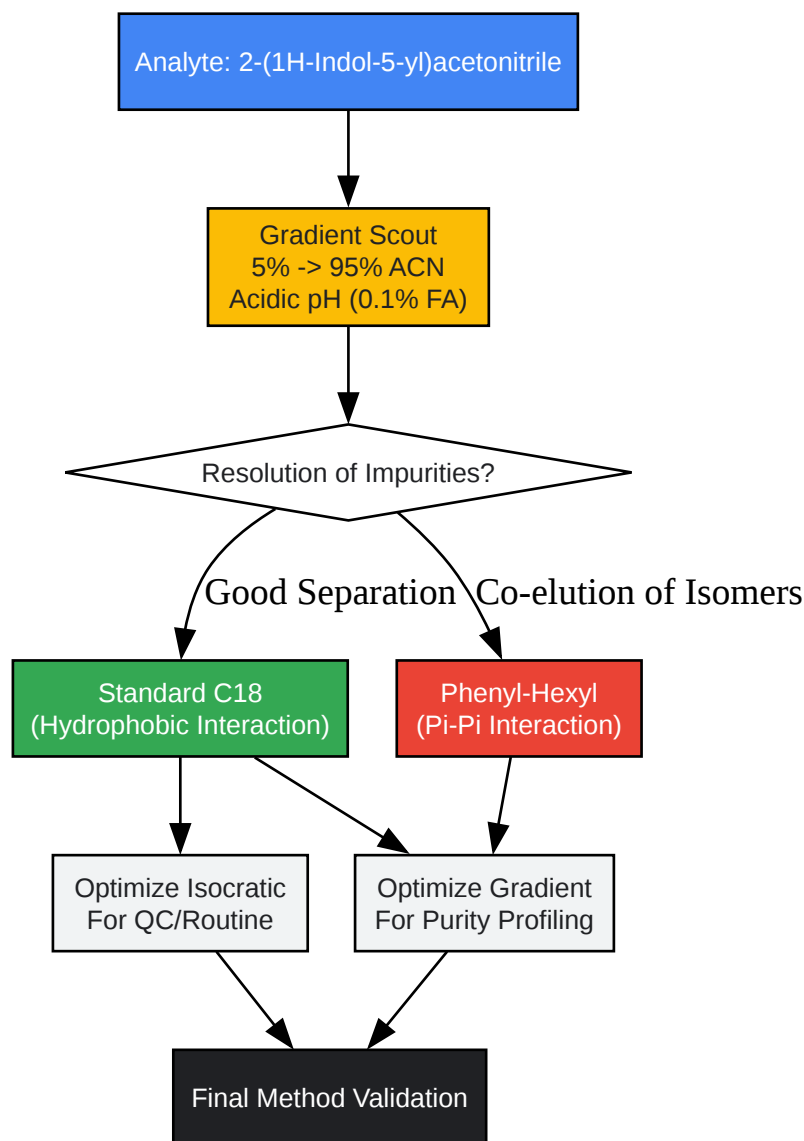 Analyte: 2-(1H-Indol-5-yl)acetonitrile
Gradient Scout
5% -> 95% ACN
Acidic pH (0.1% FA)
Resolution of Impurities?
Good Separation
Co-elution of Isomers
Standard C18
(Hydrophobic Interaction)
Phenyl-Hexyl
(Pi-Pi Interaction)
Optimize Isocratic
For QC/Routine
Optimize Gradient
For Purity Profiling
Final Method Validation